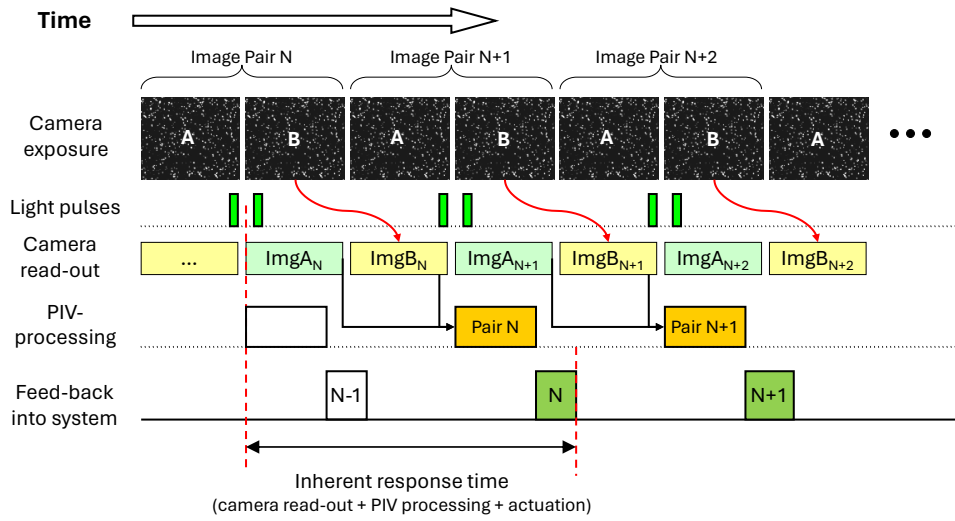 Time
Image Pair N
Image Pair N+1
Image Pair N+2
Camera
exposure
A
B
A
B
A
B
A
•••
Light pulses
Camera
read-out
...
ImgA_N
ImgB_N
ImgA_N+1
ImgB_N+1
ImgA_N+2
ImgB_N+2
PIV-
processing
Pair N
Pair N+1
Feed-back
into system
N-1
N
N+1
Inherent response time
(camera read-out + PIV processing + actuation)